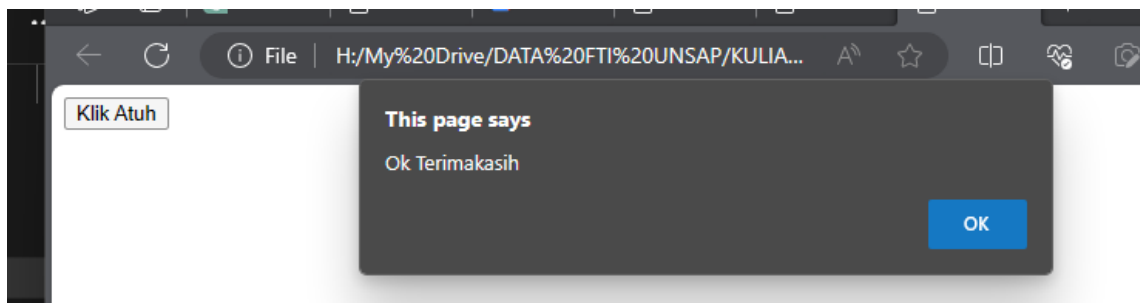 File
H:/My%20Drive/DATA%20FTI%20UNSAP/KULIA...
Klik Atuh
This page says
Ok Terimakasih
OK